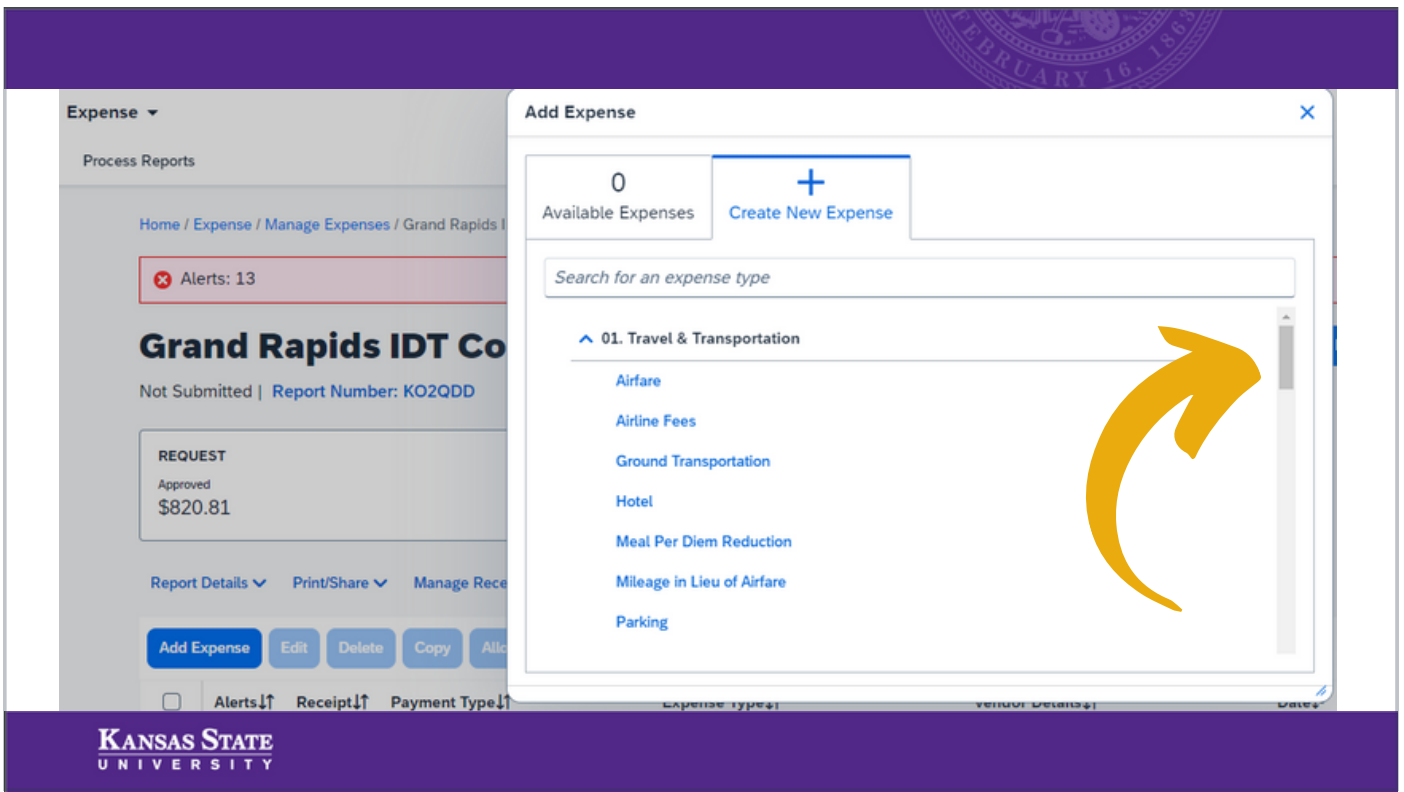 FEBRUARY 16, 1863
Expense
Process Reports
Home / Expense / Manage Expenses / Grand Rapids I
Alerts: 13
Grand Rapids IDT Co
Not Submitted | Report Number: KO2QDD
REQUEST
Approved
$820.81
Report Details Print/Share Manage Rece
Add Expense Edit Delete Copy Allo
Alerts Receipt Payment Type Expense Type Vendor Details Date
Add Expense
0
Available Expenses
Create New Expense
Search for an expense type
01. Travel & Transportation
Airfare
Airline Fees
Ground Transportation
Hotel
Meal Per Diem Reduction
Mileage in Lieu of Airfare
Parking
KANSAS STATE
UNIVERSITY